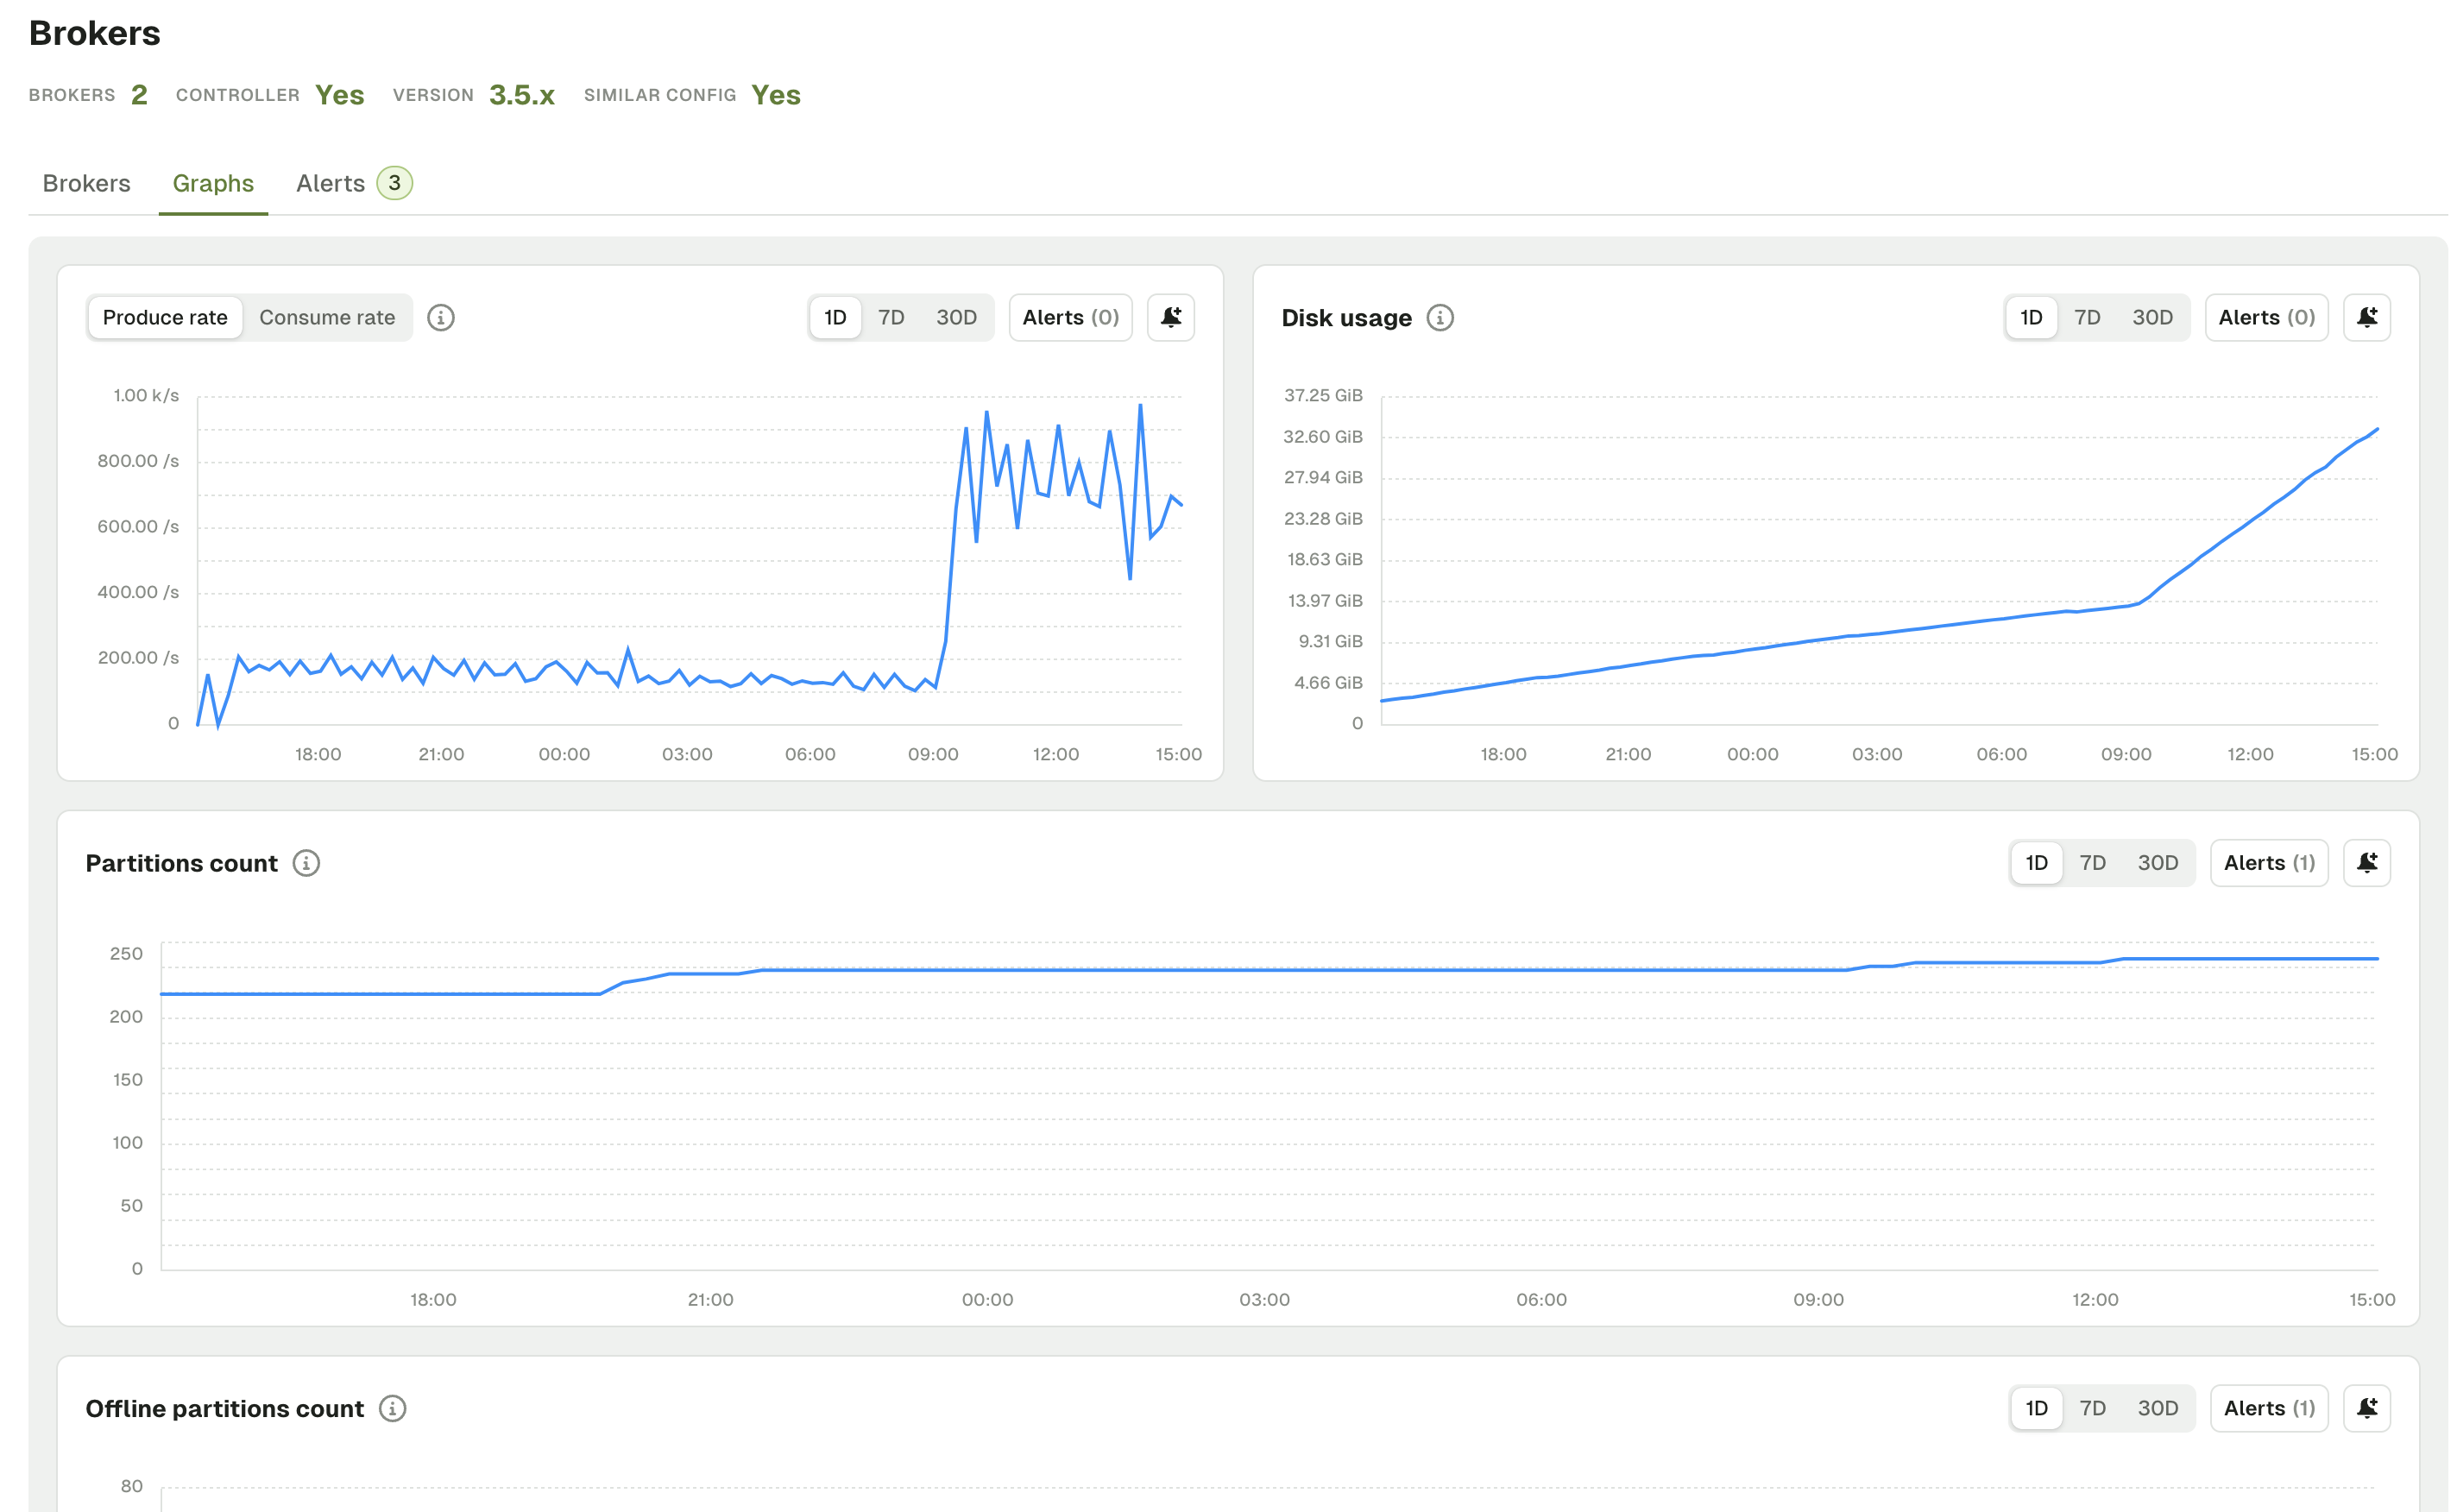 Brokers
BROKERS 2 CONTROLLER Yes VERSION 3.5.x SIMILAR CONFIG Yes
Brokers Graphs Alerts 3
Produce rate Consume rate 1D 7D 30D Alerts (0)
1.00 k/s
800.00 /s
600.00 /s
400.00 /s
200.00 /s
0
18:00 21:00 00:00 03:00 06:00 09:00 12:00 15:00
Disk usage 1D 7D 30D Alerts (0)
37.25 GiB
32.60 GiB
27.94 GiB
23.28 GiB
18.63 GiB
13.97 GiB
9.31 GiB
4.66 GiB
0
18:00 21:00 00:00 03:00 06:00 09:00 12:00 15:00
Partitions count 1D 7D 30D Alerts (1)
250
200
150
100
50
0
18:00 21:00 00:00 03:00 06:00 09:00 12:00 15:00
Offline partitions count 1D 7D 30D Alerts (1)
80